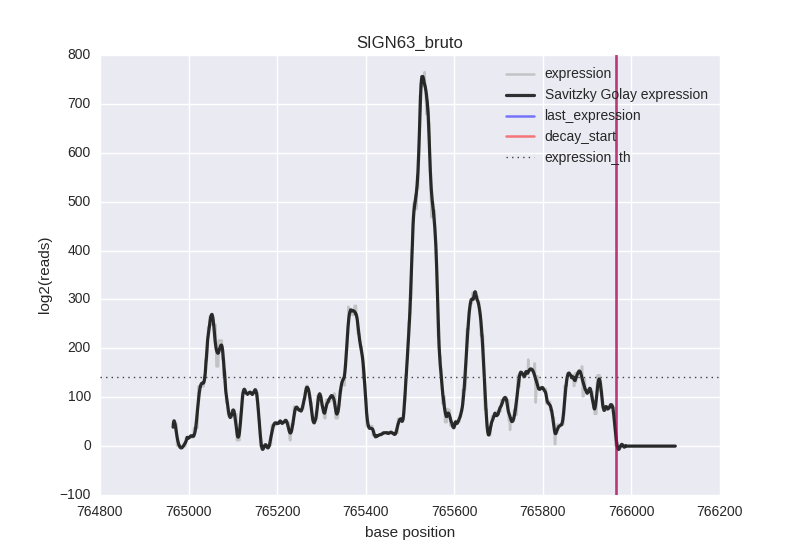 SIGN63_bruto
800
700
600
500
400
300
200
100
0
−100
log2(reads)
expression
Savitzky Golay expression
last_expression
decay_start
expression_th
764800 765000 765200 765400 765600 765800 766000 766200
base position